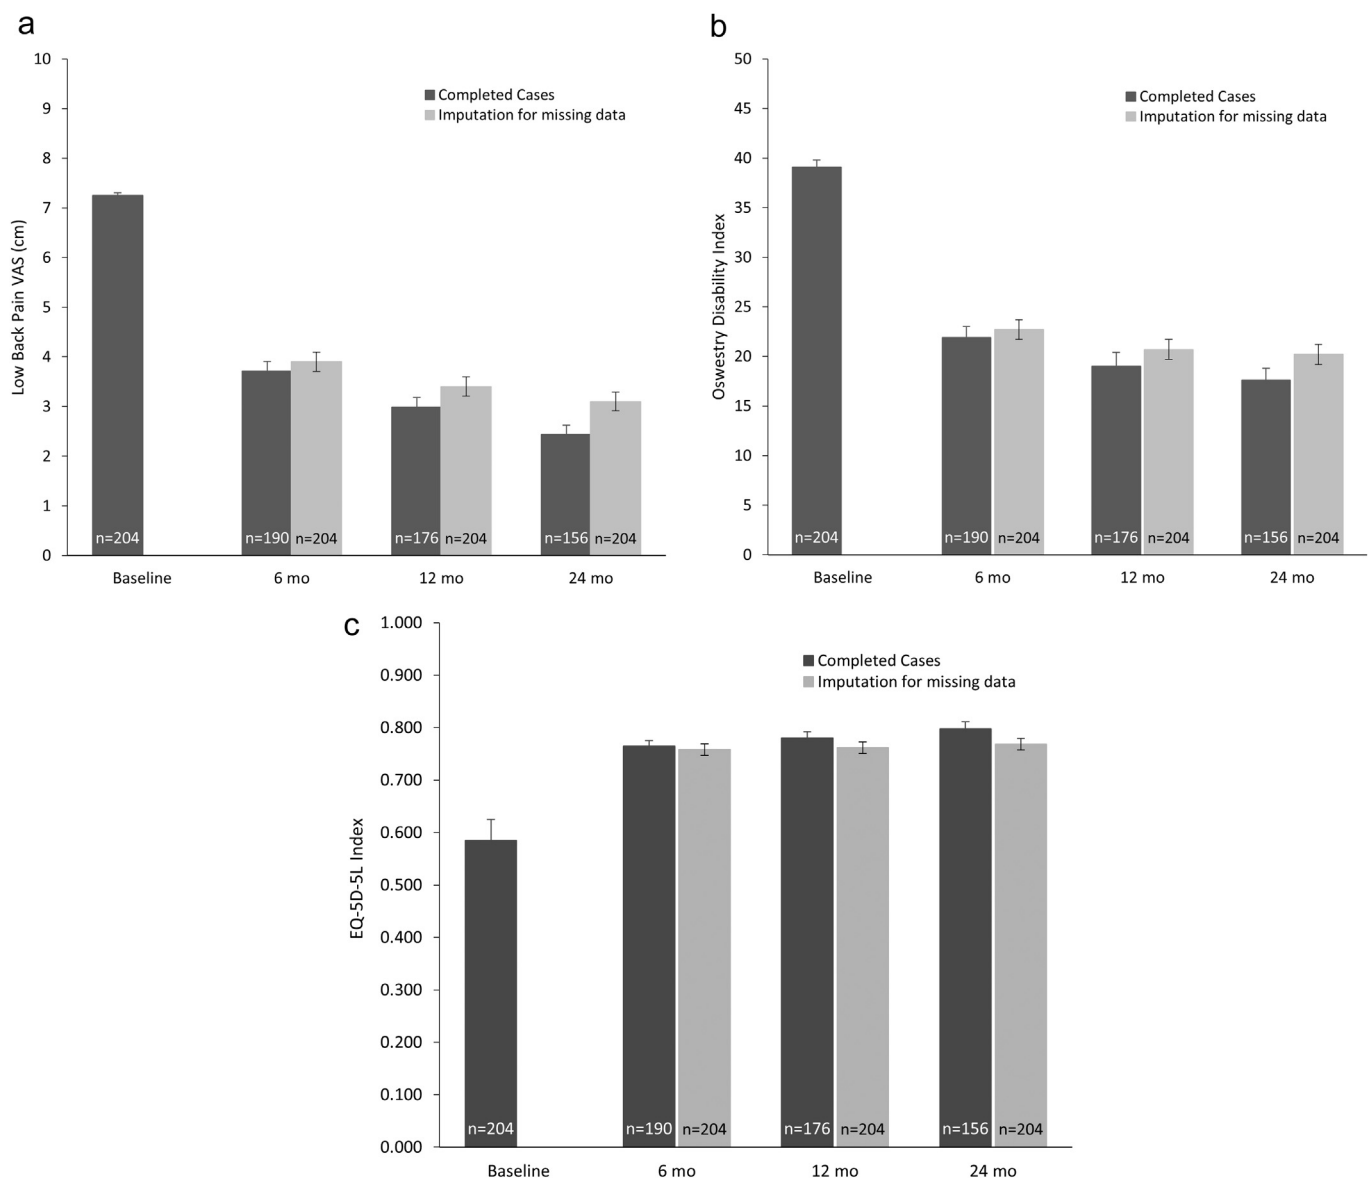 a
10
9
8
7
6
5
4
3
2
1
0
Low Back Pain VAS (cm)
Completed Cases
Imputation for missing data
n=204
n=190
n=204
n=176
n=204
n=156
n=204
Baseline
6 mo
12 mo
24 mo
b
50
45
40
35
30
25
20
15
10
5
0
Oswestry Disability Index
Completed Cases
Imputation for missing data
n=204
n=190
n=204
n=176
n=204
n=156
n=204
Baseline
6 mo
12 mo
24 mo
c
1.000
0.900
0.800
0.700
0.600
0.500
0.400
0.300
0.200
0.100
0.000
EQ-5D-5L Index
Completed Cases
Imputation for missing data
n=204
n=190
n=204
n=176
n=204
n=156
n=204
Baseline
6 mo
12 mo
24 mo